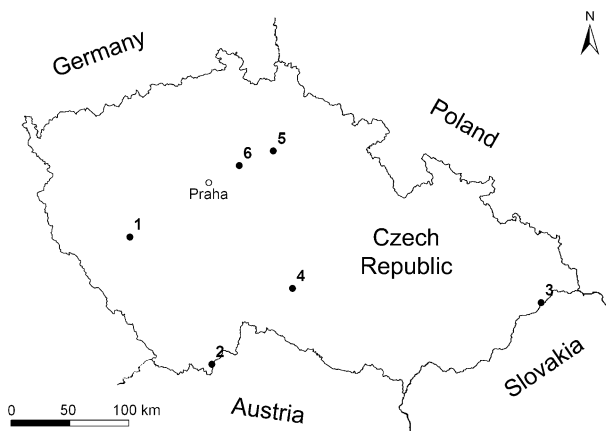 N
Germany
Poland
5
6
Praha
1
Czech
Republic
4
3
2
Slovakia
Austria
0 50 100 km